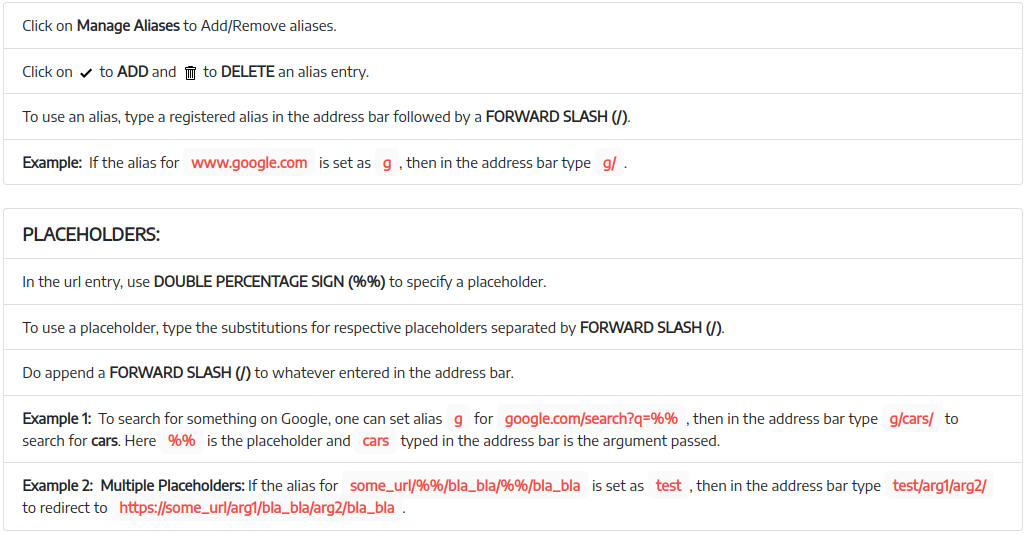 Click on Manage Aliases to Add/Remove aliases.
Click on ✔ to ADD and 🗑 to DELETE an alias entry.
To use an alias, type a registered alias in the address bar followed by a FORWARD SLASH (/).
Example: If the alias for www.google.com is set as g , then in the address bar type g/ .
PLACEHOLDERS:
In the url entry, use DOUBLE PERCENTAGE SIGN (%%) to specify a placeholder.
To use a placeholder, type the substitutions for respective placeholders separated by FORWARD SLASH (/).
Do append a FORWARD SLASH (/) to whatever entered in the address bar.
Example 1: To search for something on Google, one can set alias g for google.com/search?q=%% , then in the address bar type g/cars/ to
search for cars. Here %% is the placeholder and cars typed in the address bar is the argument passed.
Example 2: Multiple Placeholders: If the alias for some_url/%%/bla_bla/%%/bla_bla is set as test , then in the address bar type test/arg1/arg2/
to redirect to https://some_url/arg1/bla_bla/arg2/bla_bla .